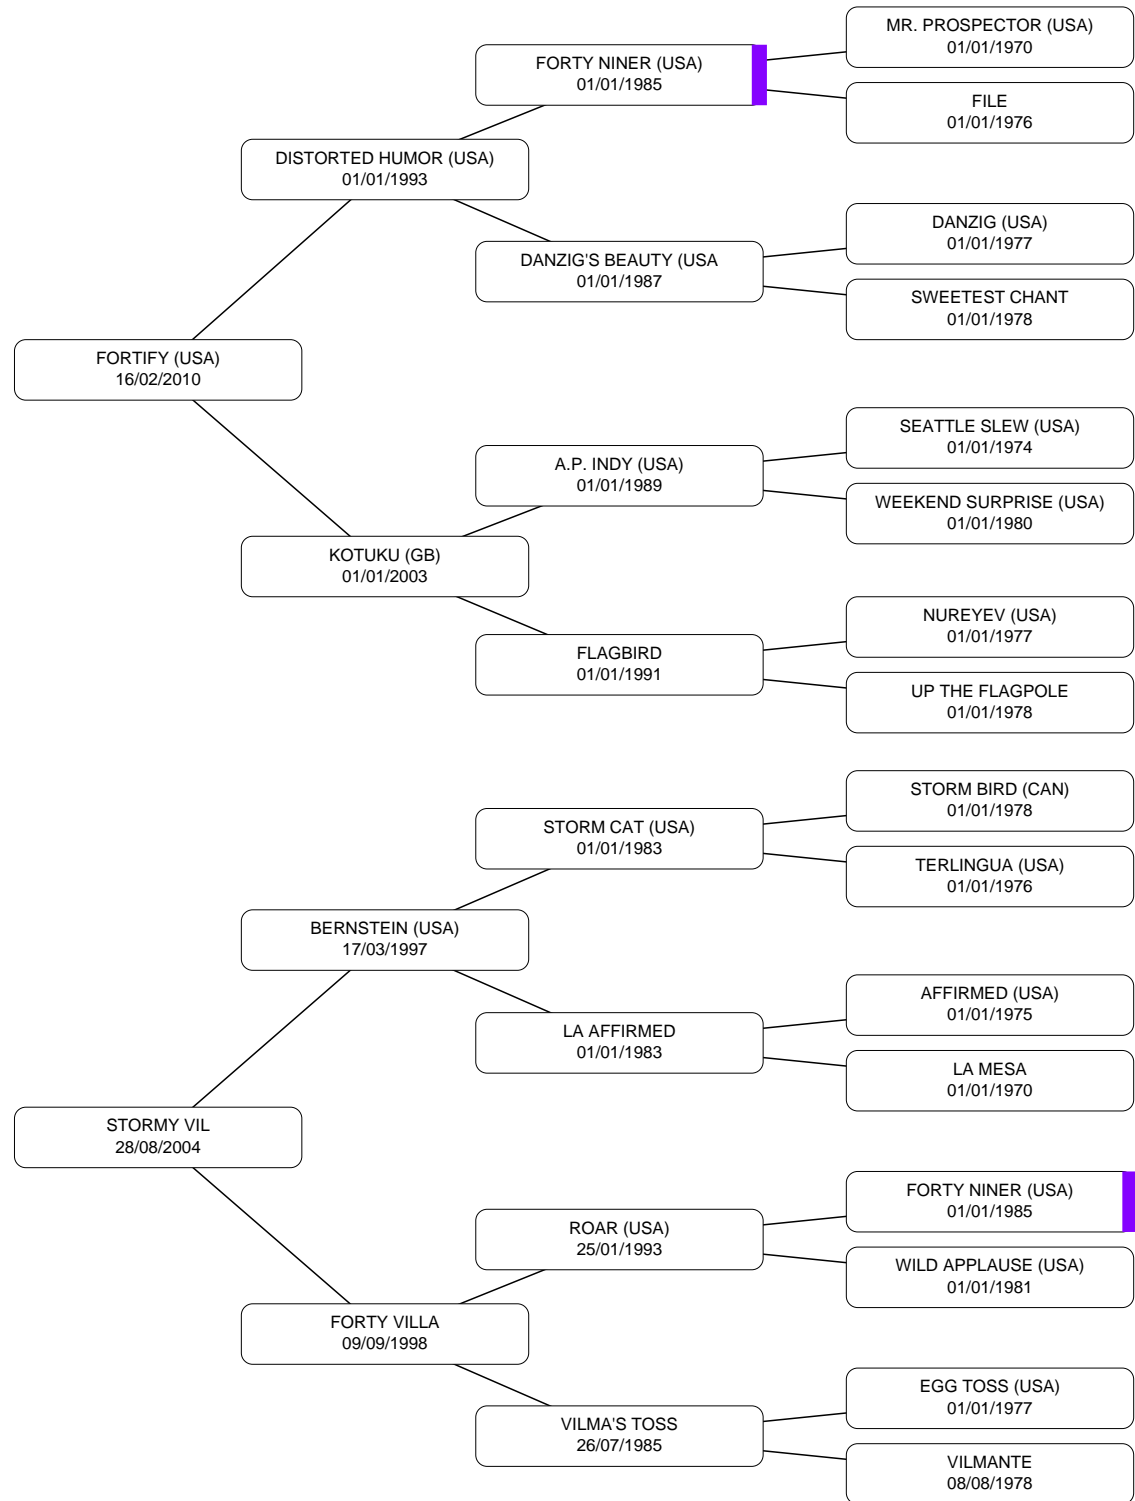 MR. PROSPECTOR (USA)
01/01/1970
FORTY NINER (USA)
01/01/1985
FILE
01/01/1976
DISTORTED HUMOR (USA)
01/01/1993
DANZIG (USA)
01/01/1977
DANZIG'S BEAUTY (USA
01/01/1987
SWEETEST CHANT
01/01/1978
FORTIFY (USA)
16/02/2010
SEATTLE SLEW (USA)
01/01/1974
A.P. INDY (USA)
01/01/1989
WEEKEND SURPRISE (USA)
01/01/1980
KOTUKU (GB)
01/01/2003
NUREYEV (USA)
01/01/1977
FLAGBIRD
01/01/1991
UP THE FLAGPOLE
01/01/1978
STORM BIRD (CAN)
01/01/1978
STORM CAT (USA)
01/01/1983
TERLINGUA (USA)
01/01/1976
BERNSTEIN (USA)
17/03/1997
AFFIRMED (USA)
01/01/1975
LA AFFIRMED
01/01/1983
LA MESA
01/01/1970
STORMY VIL
28/08/2004
FORTY NINER (USA)
01/01/1985
ROAR (USA)
25/01/1993
WILD APPLAUSE (USA)
01/01/1981
FORTY VILLA
09/09/1998
EGG TOSS (USA)
01/01/1977
VILMA'S TOSS
26/07/1985
VILMANTE
08/08/1978